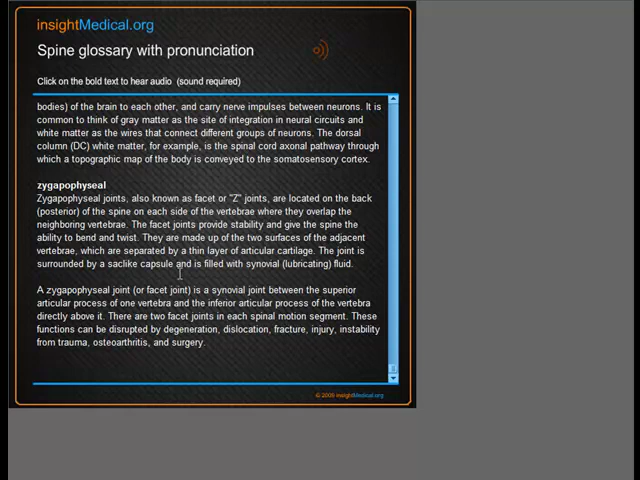 insightMedical.org
Spine glossary with pronunciation
Click on the bold text to hear audio (sound required)
bodies) of the brain to each other, and carry nerve impulses between neurons. It is
common to think of gray matter as the site of integration in neural circuits and
white matter as the wires that connect different groups of neurons. The dorsal
column (DC) white matter, for example, is the spinal cord axonal pathway through
which a topographic map of the body is conveyed to the somatosensory cortex.
zygapophyseal
Zygapophyseal joints, also known as facet or "Z" joints, are located on the back
(posterior) of the spine on each side of the vertebrae where they overlap the
neighboring vertebrae. The facet joints provide stability and give the spine the
ability to bend and twist. They are made up of the two surfaces of the adjacent
vertebrae, which are separated by a thin layer of articular cartilage. The joint is
surrounded by a saclike capsule and is filled with synovial (lubricating) fluid.
A zygapophyseal joint (or facet joint) is a synovial joint between the superior
articular process of one vertebra and the inferior articular process of the vertebra
directly above it. There are two facet joints in each spinal motion segment. These
functions can be disrupted by degeneration, dislocation, fracture, injury, instability
from trauma, osteoarthritis, and surgery.
© 2009 insightMedical.org